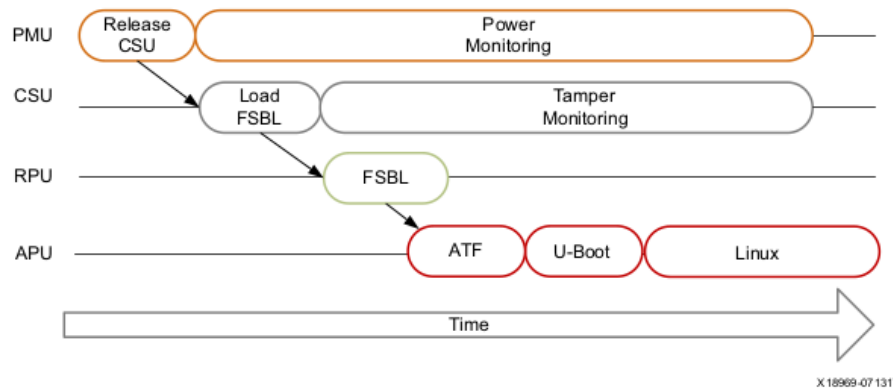 PMU
Release
CSU
Power
Monitoring
CSU
Load
FSBL
Tamper
Monitoring
RPU
FSBL
APU
ATF
U-Boot
Linux
Time
X18969-07131